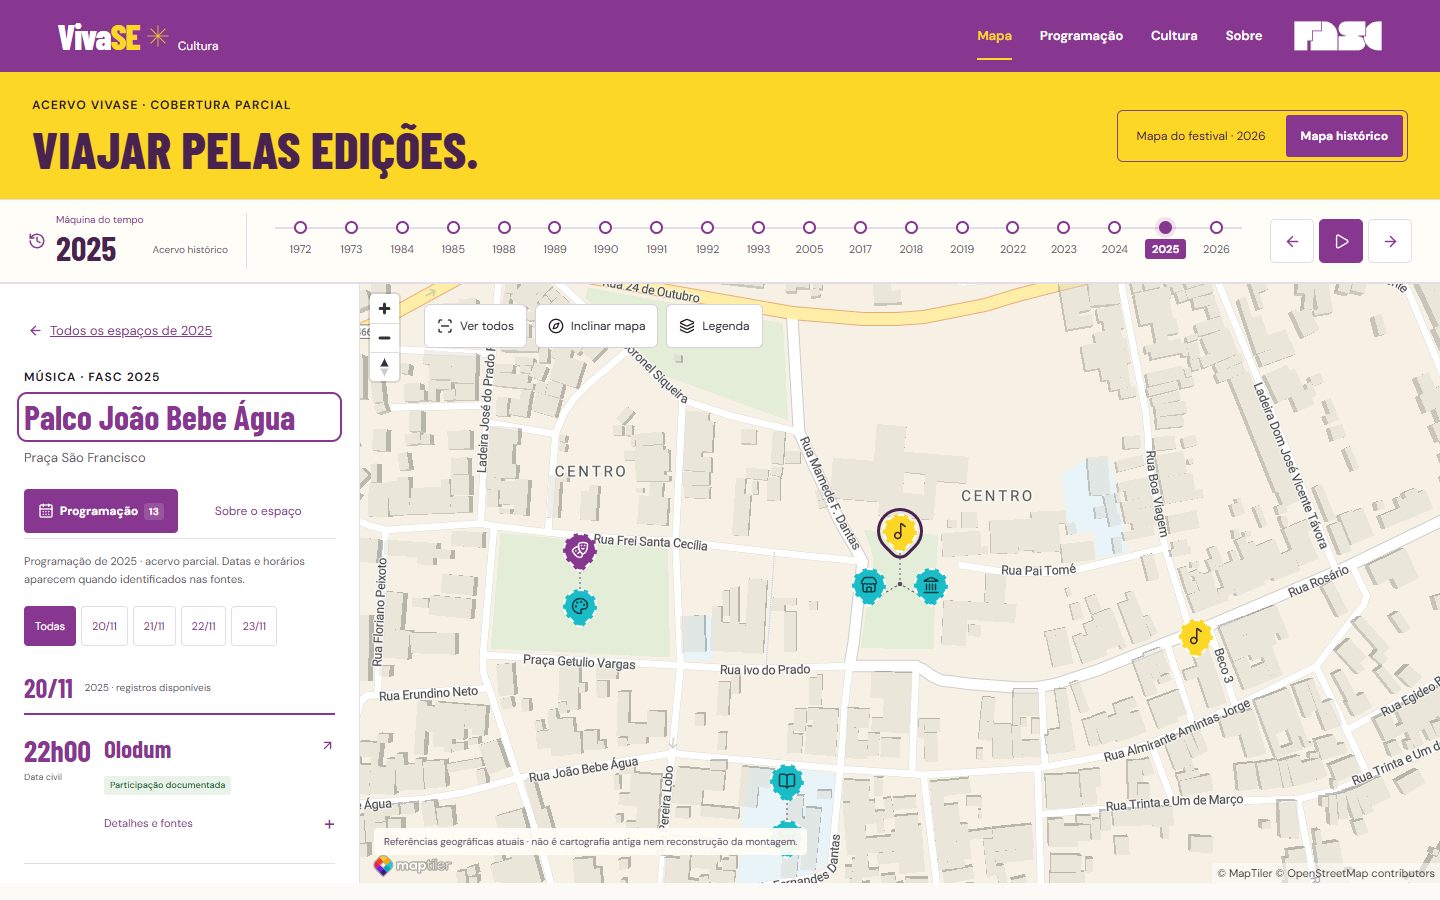 VivaSE Cultura
Mapa Programação Cultura Sobre FASC
ACERVO VIVASE · COBERTURA PARCIAL
VIAJAR PELAS EDIÇÕES.
Mapa do festival · 2026 Mapa histórico
Máquina do tempo
2025 Acervo histórico
1972 1973 1984 1985 1988 1989 1990 1991 1992 1993 2005 2017 2018 2019 2022 2023 2024 2025 2026
Todos os espaços de 2025
MÚSICA · FASC 2025
Palco João Bebe Água
Praça São Francisco
Programação 13 Sobre o espaço
Programação de 2025 · acervo parcial. Datas e horários
aparecem quando identificados nas fontes.
Todas 20/11 21/11 22/11 23/11
20/11 2025 · registros disponíveis
22h00 Olodum
Data civil
Participação documentada
Detalhes e fontes +
Ver todos Inclinar mapa Legenda
Rua 24 de Outubro
oronel Siqueira
Ladeira José do Prado F
CENTRO
Rua Mamede F. Dantas
CENTRO
Rua Boa Viagem
Ladeira Dom José Vicente Távora
Rua Frei Santa Cecília
Rua Pai Tomé
Rua Rosário
Rua Floriano Peixoto
Praça Getulio Vargas
Rua Ivo do Prado
Beco 3
Rua Erundino Neto
Rua Egideo R
Rua Almirante Amintas Jorge
Rua João Bebe Água
Rua Trinta e Um d
Pereira Lobo
e Água
Rua Trinta e Um de Março
Referências geográficas atuais · não é cartografia antiga nem reconstrução da montagem.
maptiler
Fernandes Dantas
© MapTiler © OpenStreetMap contributors